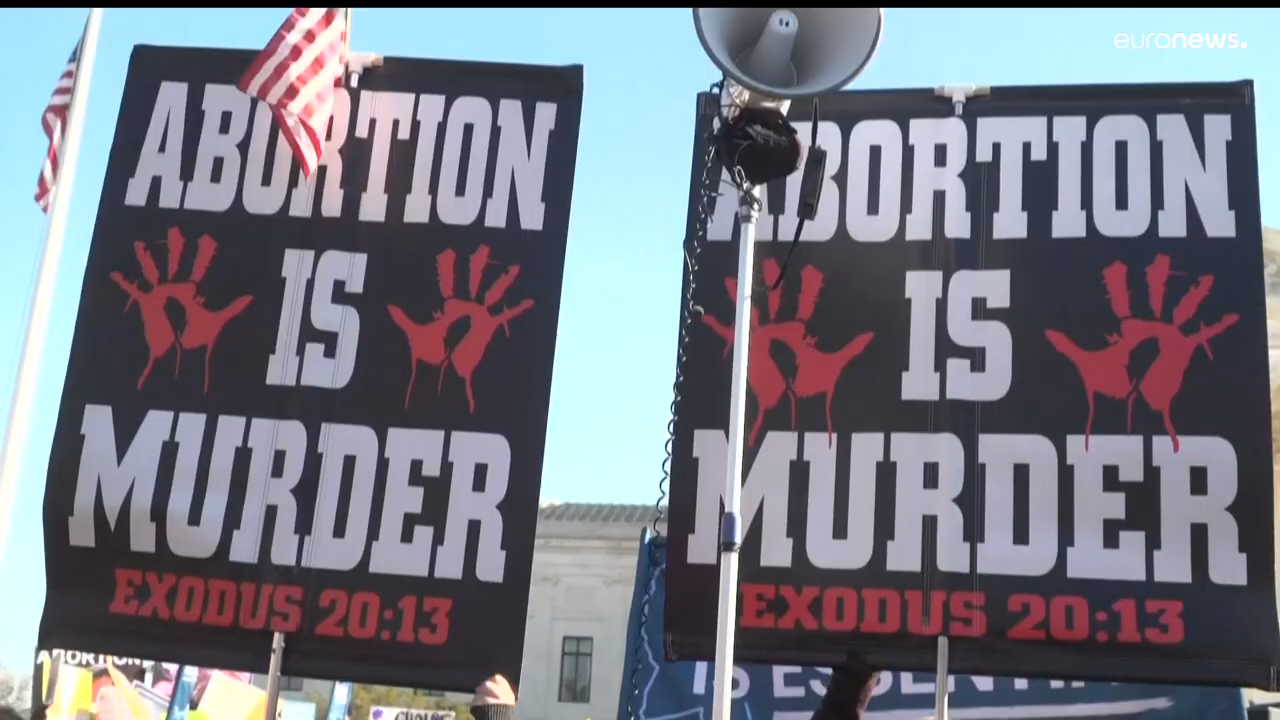 euronews.
ABORTION
IS
MURDER
EXODUS 20:13
ABORTION
IS
MURDER
EXODUS 20:13
ABORTION
IS ESSENTIAL
CHOICE